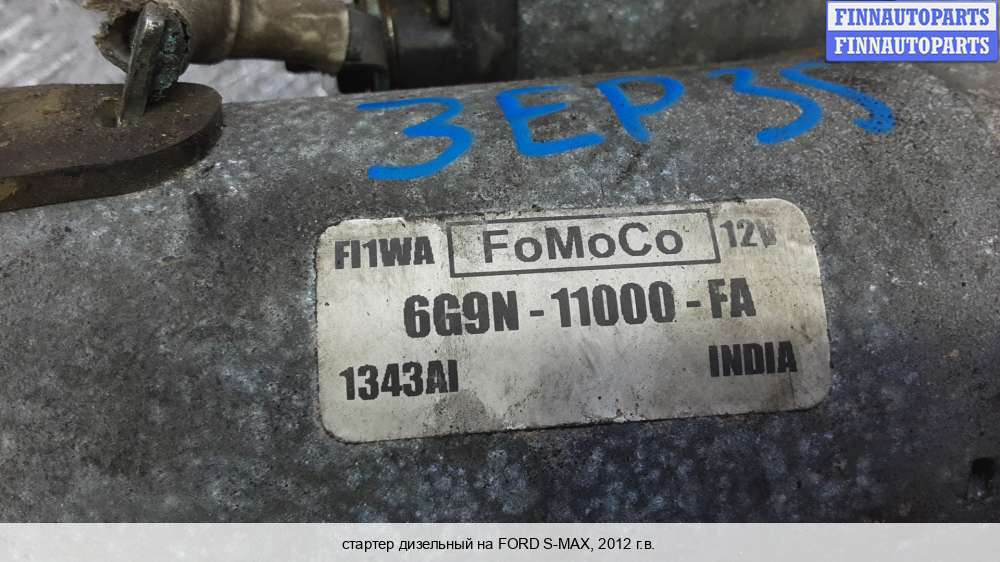 FINNAUTOPARTS
FINNAUTOPARTS
3EP35
FI1WA FoMoCo 12V
6G9N - 11000 - FA
1343AI INDIA
стартер дизельный на FORD S-MAX, 2012 г.в.